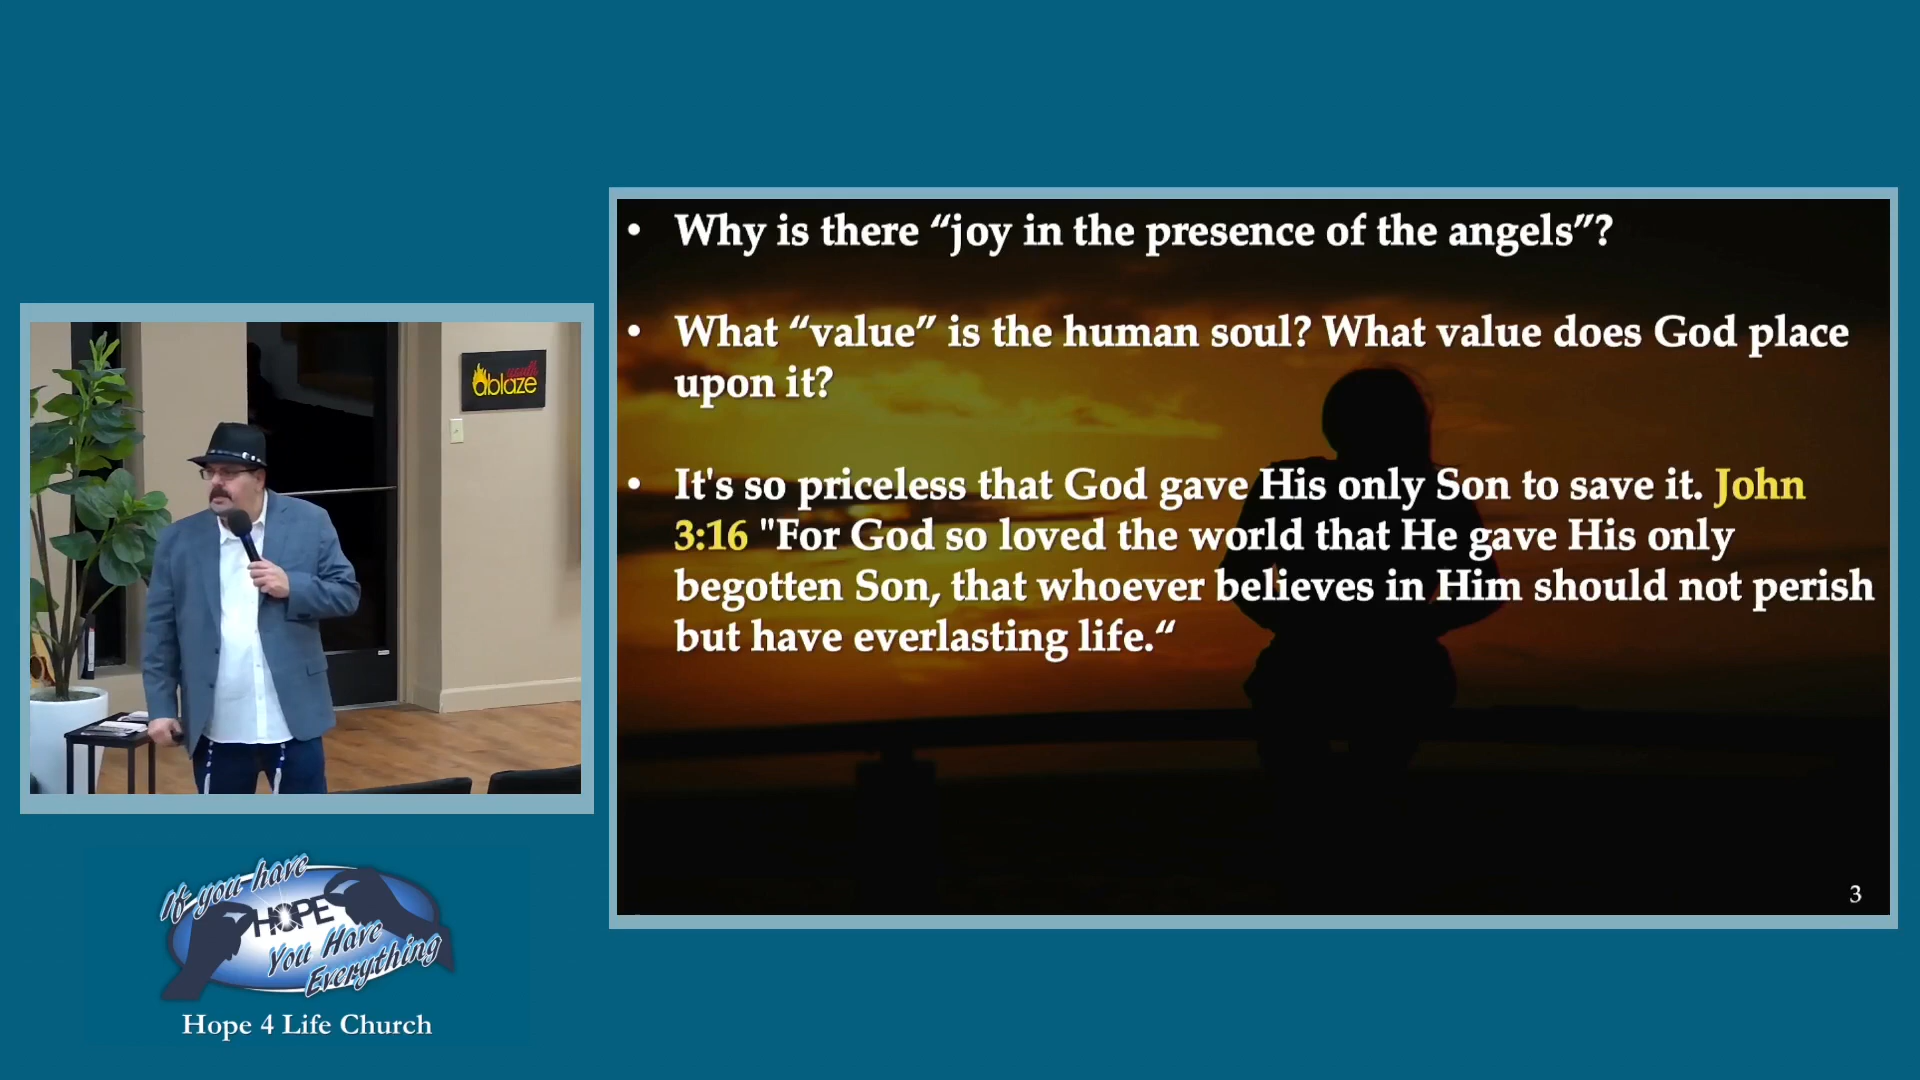 • Why is there “joy in the presence of the angels”?
• What “value” is the human soul? What value does God place
upon it?
• It's so priceless that God gave His only Son to save it. John
3:16 "For God so loved the world that He gave His only
begotten Son, that whoever believes in Him should not perish
but have everlasting life.“
3
youth
ablaze
If you have
HOPE
You Have
Everything
Hope 4 Life Church